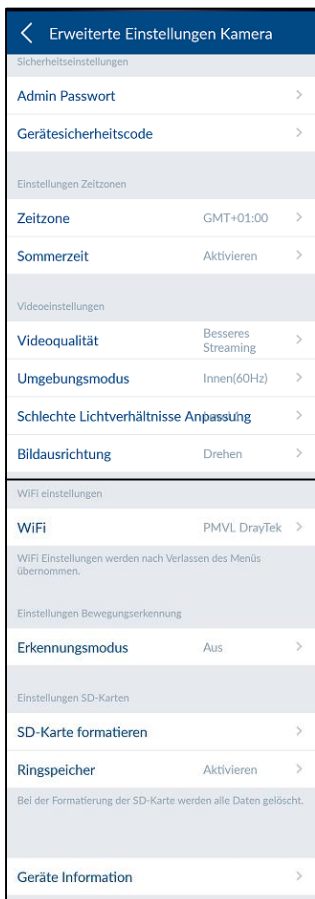 Erweiterte Einstellungen Kamera
Sicherheitseinstellungen
Admin Passwort
Gerätesicherheitscode
Einstellungen Zeitzonen
Zeitzone GMT+01:00
Sommerzeit Aktivieren
Videoeinstellungen
Videoqualität Besseres
Streaming
Umgebungsmodus Innen(60Hz)
Schlechte Lichtverhältnisse Anpassung
Bildausrichtung Drehen
WiFi einstellungen
WiFi PMVL DrayTek
WiFi Einstellungen werden nach Verlassen des Menüs
übernommen.
Einstellungen Bewegungserkennung
Erkennungsmodus Aus
Einstellungen SD-Karten
SD-Karte formatieren
Ringspeicher Aktivieren
Bei der Formatierung der SD-Karte werden alle Daten gelöscht.
Geräte Information